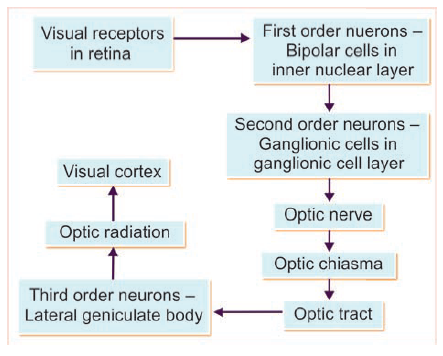 Visual receptors
in retina
First order nuerons –
Bipolar cells in
inner nuclear layer
Second order neurons –
Ganglionic cells in
ganglionic cell layer
Optic nerve
Optic chiasma
Optic tract
Third order neurons –
Lateral geniculate body
Optic radiation
Visual cortex